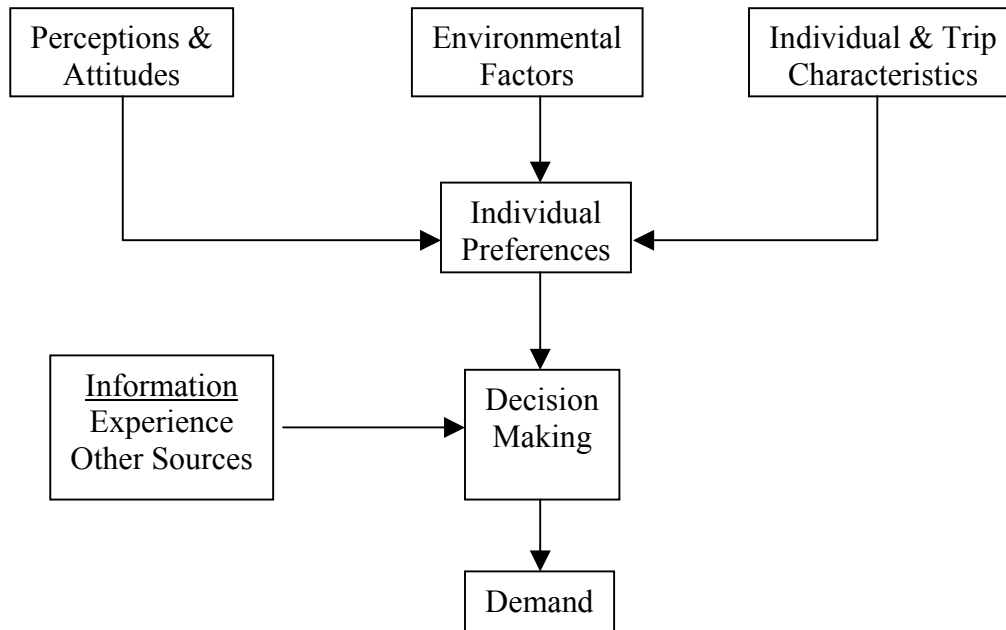 Perceptions &
Attitudes
Environmental
Factors
Individual & Trip
Characteristics
Individual
Preferences
Information
Experience
Other Sources
Decision
Making
Demand